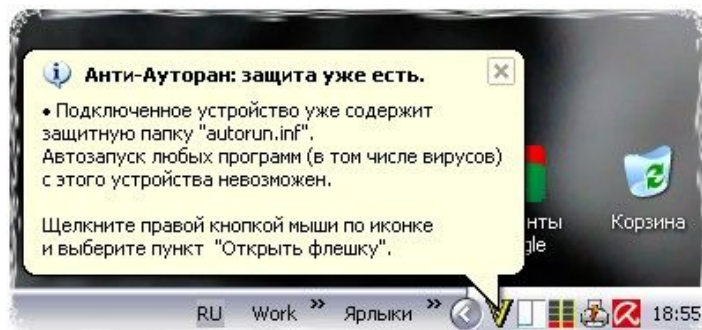 Анти-Ауторан: защита уже есть.
• Подключенное устройство уже содержит
защитную папку "autorun.inf".
Автозапуск любых программ (в том числе вирусов)
с этого устройства невозможен.
Щелкните правой кнопкой мыши по иконке
и выберите пункт "Открыть флешку".
нты
gle
Корзина
RU Work » Ярлыки » 18:55